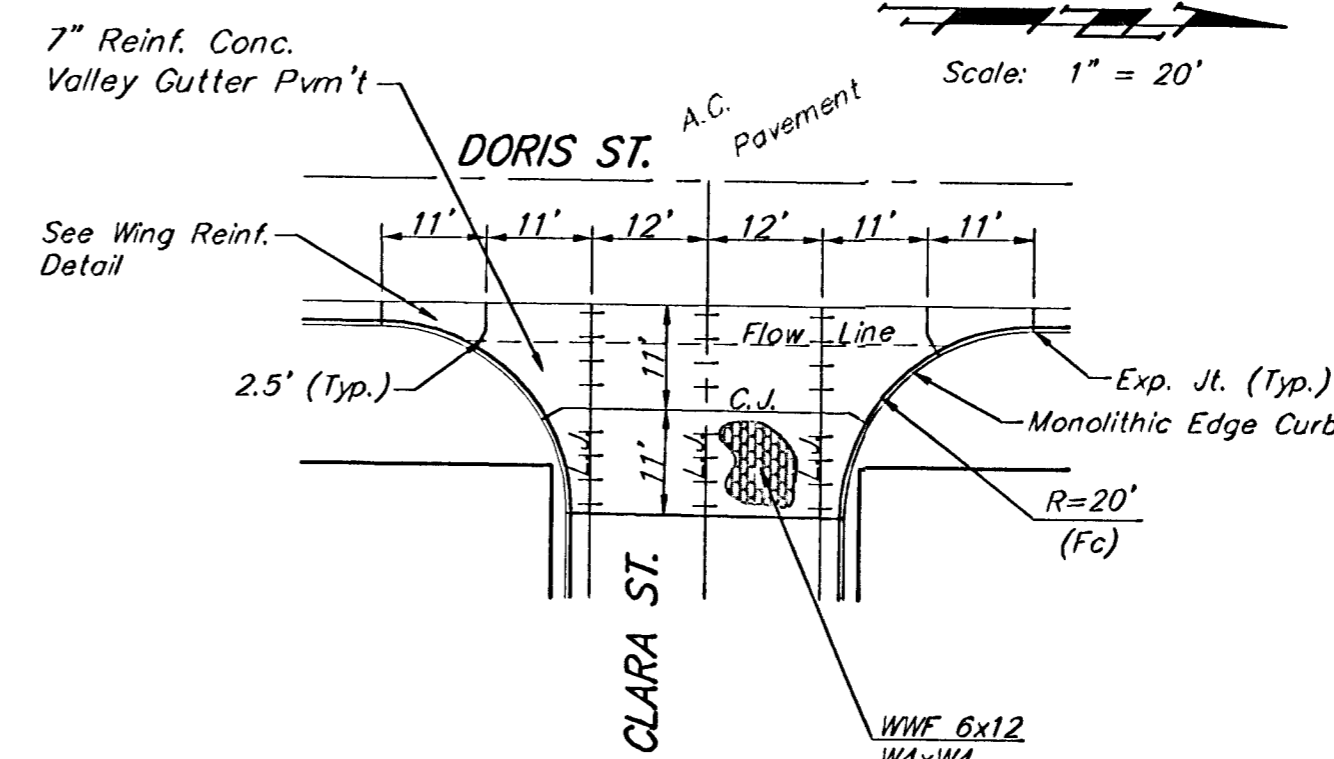 7" Reinf. Conc.
Valley Gutter Pvm't
Scale: 1" = 20'
A.C.
Pavement
DORIS ST.
See Wing Reinf.
Detail
11' 11' 12' 12' 11' 11'
Flow Line
11'
2.5' (Typ.)
C.J.
Exp. Jt. (Typ.)
Monolithic Edge Curb
11'
R=20'
(Fc)
CLARA ST.
WWF 6x12
W4xW4